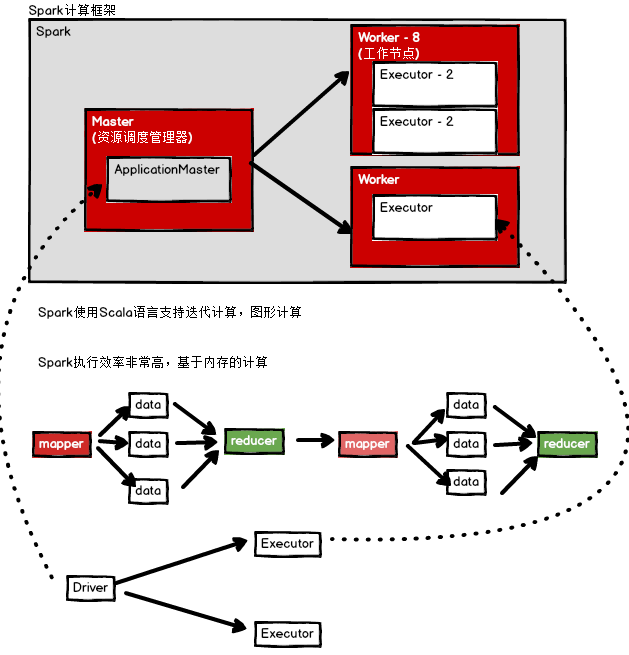 Spark计算框架
Spark
Worker - 8
(工作节点)
Executor - 2
Executor - 2
Master
(资源调度管理器)
ApplicationMaster
Worker
Executor
Spark使用Scala语言支持迭代计算，图形计算
Spark执行效率非常高，基于内存的计算
data
data
mapper
data
reducer
mapper
data
reducer
data
data
Executor
Driver
Executor